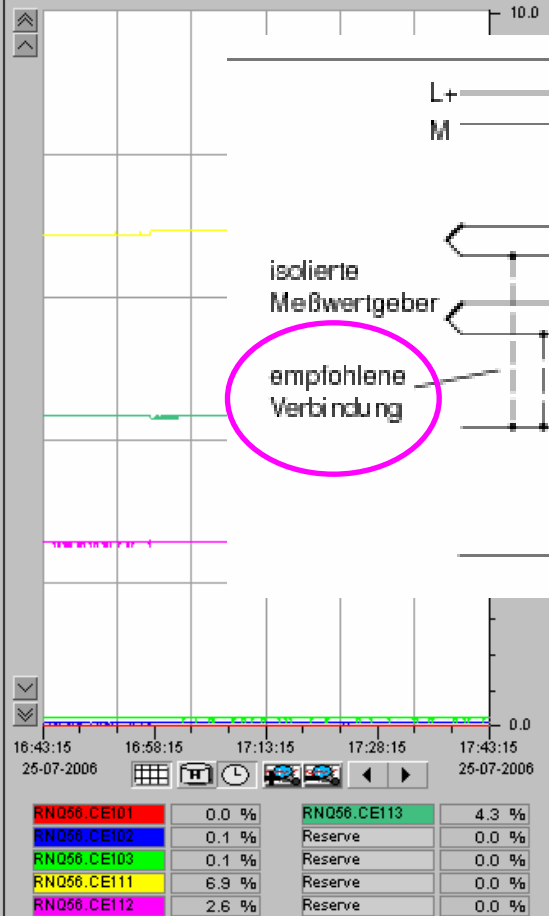 10.0
L+
M
isolierte
Meßwertgeber
empfohlene
Verbindung
0.0
16:43:15 16:58:15 17:13:15 17:28:15 17:43:15
25-07-2006 25-07-2006
RNQ56.CE101 0.0 % RNQ56.CE113 4.3 %
RNQ56.CE102 0.1 % Reserve 0.0 %
RNQ56.CE103 0.1 % Reserve 0.0 %
RNQ56.CE111 6.9 % Reserve 0.0 %
RNQ56.CE112 2.6 % Reserve 0.0 %